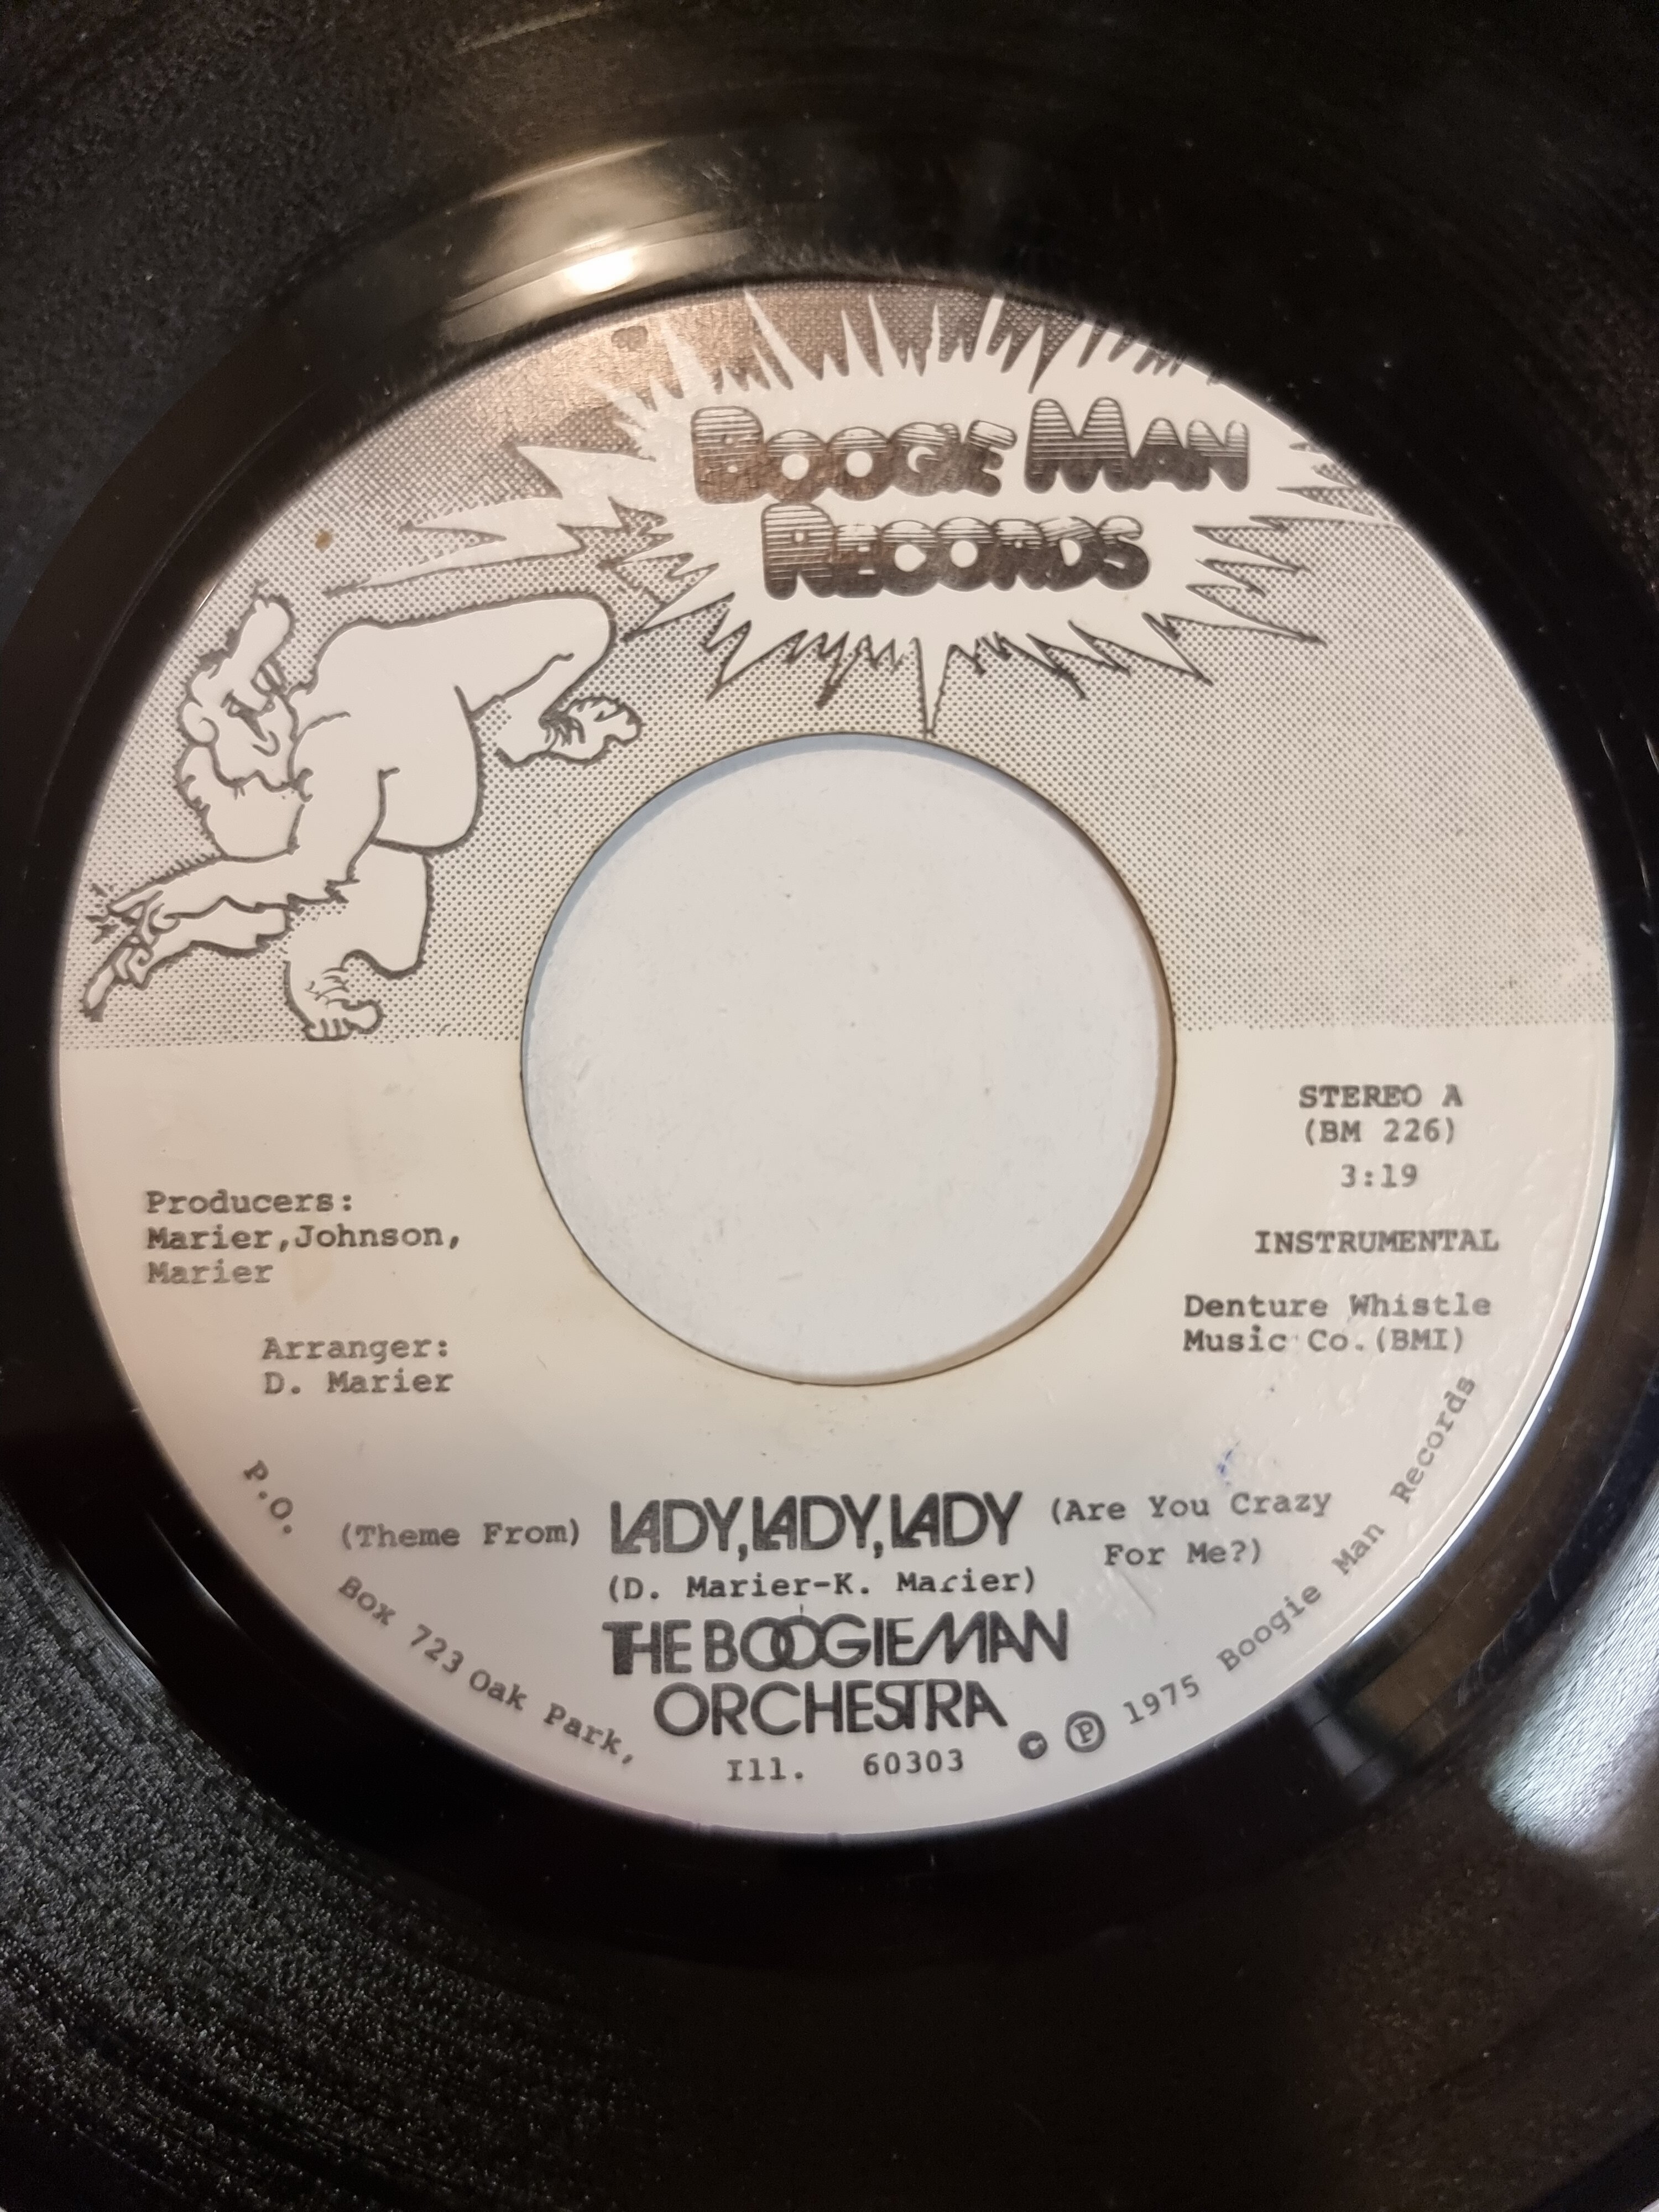 BOOGIE MAN
RECORDS
STEREO A
(BM 226)
3:19
INSTRUMENTAL
Denture Whistle
Music Co.(BMI)
Producers:
Marier,Johnson,
Marier
Arranger:
D. Marier
(Theme From) LADY,LADY,LADY (Are You Crazy
For Me?)
(D. Marier-K. Marier)
THE BOOGIE MAN
ORCHESTRA
P.O. Box 723 Oak Park, Ill. 60303 © ℗ 1975 Boogie Man Records